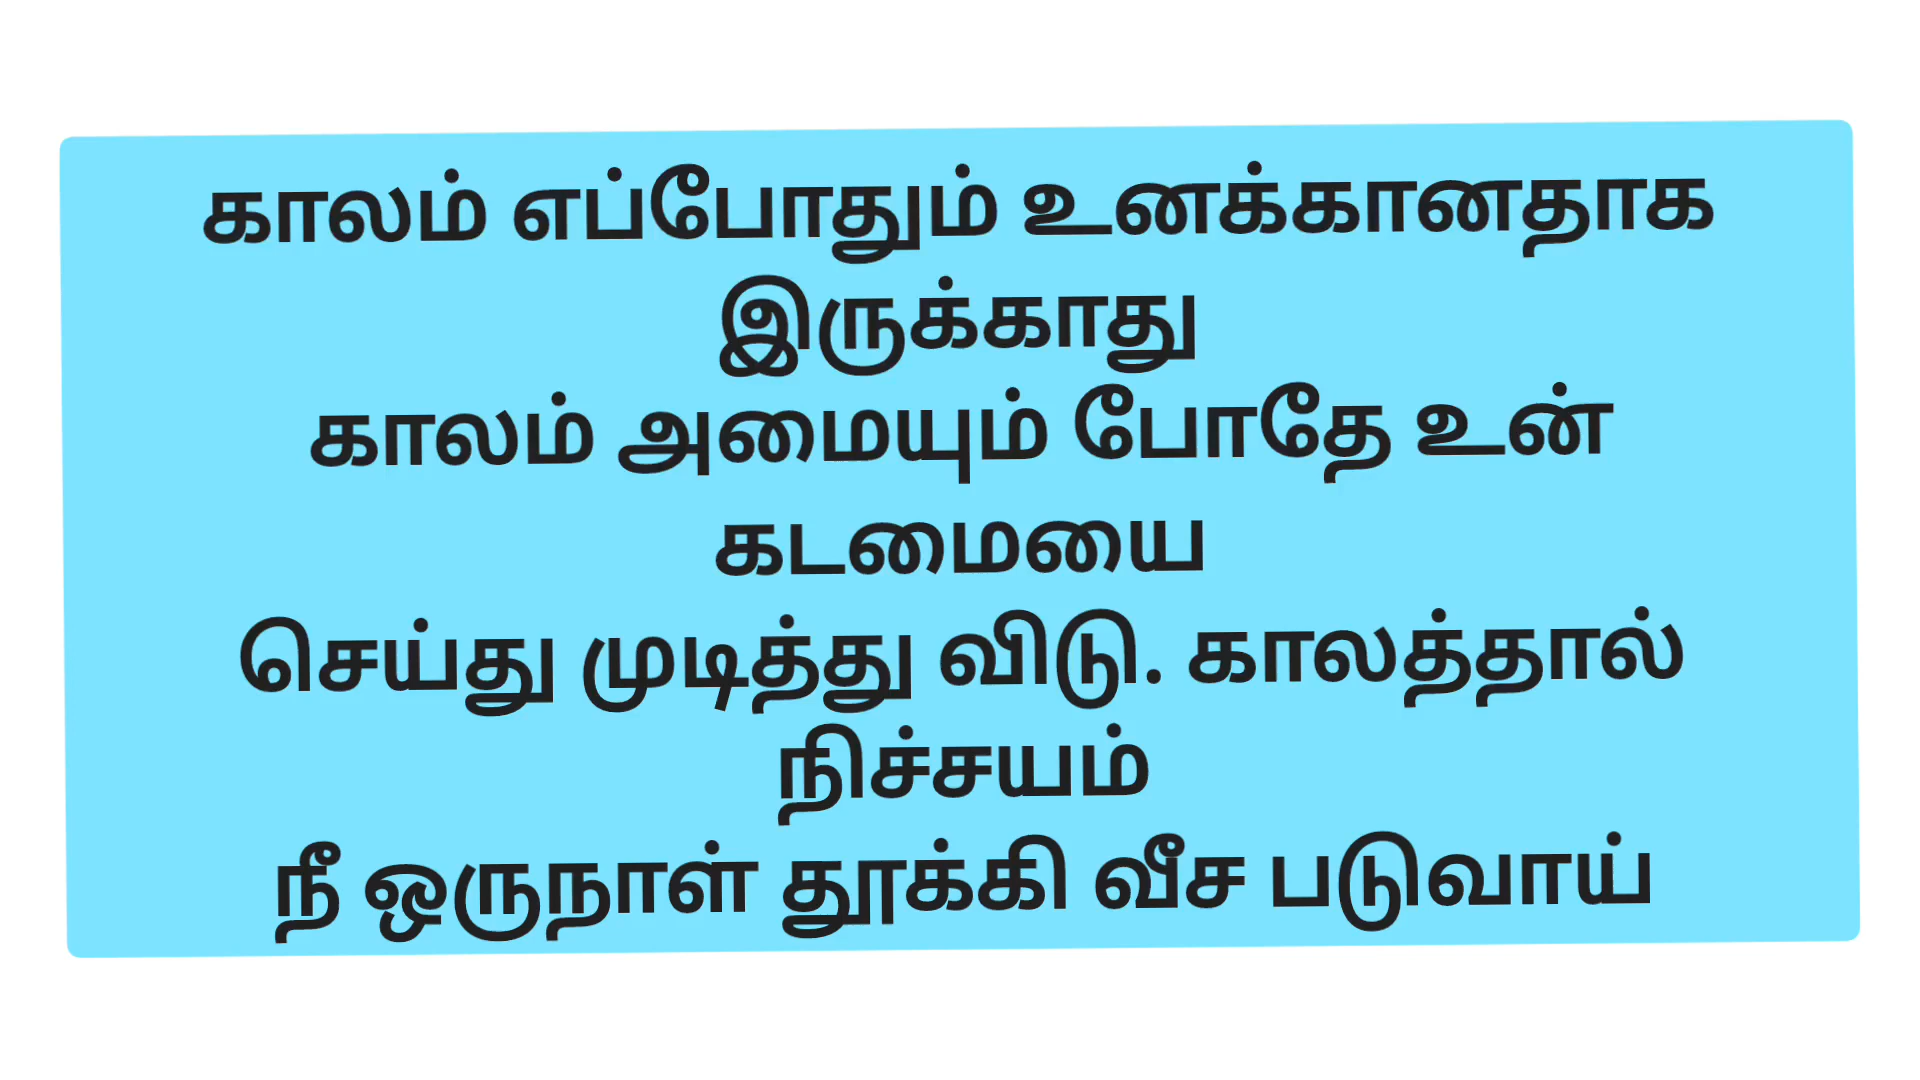 காலம் எப்போதும் உனக்கானதாக
இருக்காது
காலம் அமையும் போதே உன்
கடமையை
செய்து முடித்து விடு. காலத்தால்
நிச்சயம்
நீ ஒருநாள் தூக்கி வீச படுவாய்